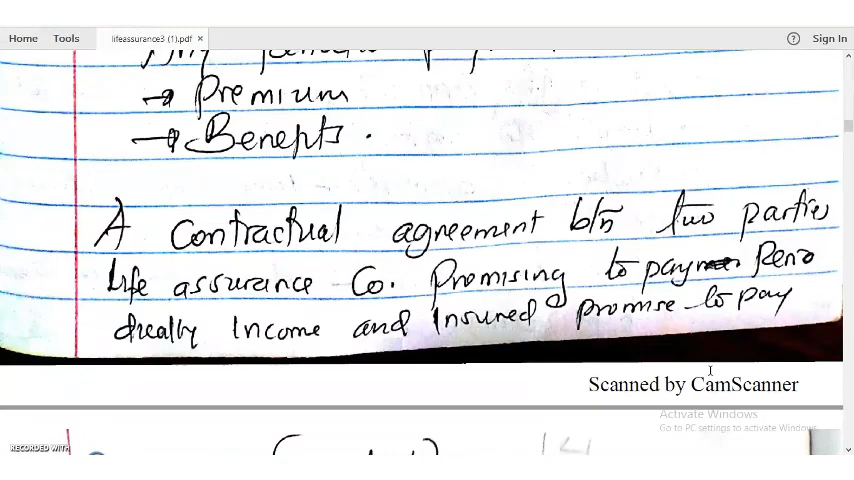 Home Tools lifeassurance3 (1).pdf × Sign In
→ Premium
→ Benefits.
A Contractual agreement btn two parties
Life assurance Co. Promising to pay Perio
dically Income and Insured promise to pay
Scanned by CamScanner
Activate Windows
Go to PC settings to activate Windows.
RECORDED WITH